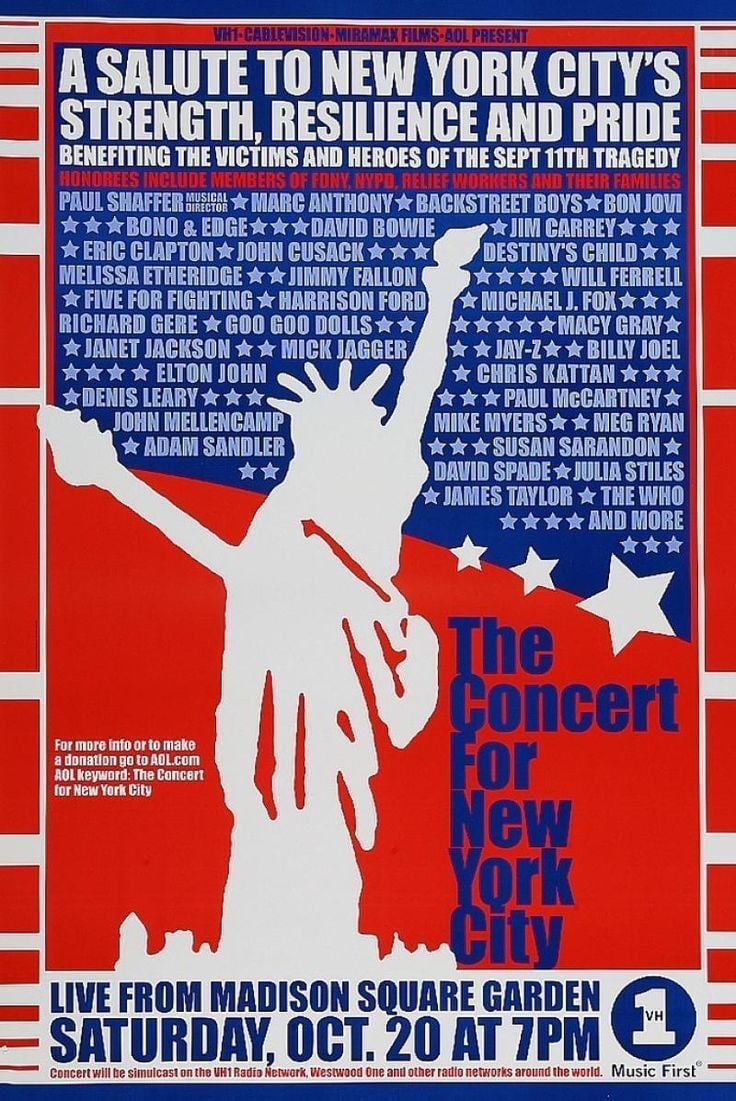 VH1-CABLEVISION-MIRAMAX FILMS-AOL PRESENT
A SALUTE TO NEW YORK CITY'S
STRENGTH, RESILIENCE AND PRIDE
BENEFITING THE VICTIMS AND HEROES OF THE SEPT 11TH TRAGEDY
HONOREES INCLUDE MEMBERS OF FDNY, NYPD, RELIEF WORKERS AND THEIR FAMILIES
PAUL SHAFFER MUSICAL DIRECTOR ★ MARC ANTHONY ★ BACKSTREET BOYS ★ BON JOVI
★★★ BONO & EDGE ★★★ DAVID BOWIE ★ JIM CARREY ★★★
★ ERIC CLAPTON ★ JOHN CUSACK ★★★ DESTINY'S CHILD ★★
MELISSA ETHERIDGE ★★ JIMMY FALLON ★★★★ WILL FERRELL
★ FIVE FOR FIGHTING ★ HARRISON FORD ★ MICHAEL J. FOX ★★★
RICHARD GERE ★ GOO GOO DOLLS ★★ ★★★★★★ MACY GRAY ★
★ JANET JACKSON ★★ MICK JAGGER ★★ JAY-Z ★★ BILLY JOEL
★★★★ ELTON JOHN ★ CHRIS KATTAN ★★★
★ DENIS LEARY ★★★ ★★★ PAUL McCARTNEY ★
JOHN MELLENCAMP MIKE MYERS ★★ MEG RYAN
★ ADAM SANDLER ★★★ SUSAN SARANDON ★
★★ DAVID SPADE ★ JULIA STILES
★ JAMES TAYLOR ★ THE WHO
★★★★ AND MORE
★★★
The
Concert
For
New
York
City
For more info or to make
a donation go to AOL.com
AOL keyword: The Concert
for New York City
LIVE FROM MADISON SQUARE GARDEN
SATURDAY, OCT. 20 AT 7PM
Concert will be simulcast on the VH1 Radio Network, Westwood One and other radio networks around the world.
VH1
Music First®